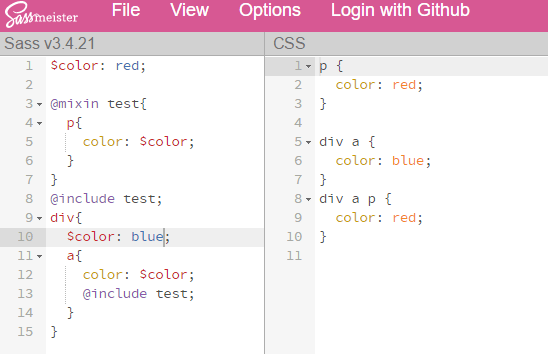 Sassmeister File View Options Login with Github
Sass v3.4.21 CSS
1 $color: red;
2
3 @mixin test{
4 p{
5 color: $color;
6 }
7 }
8 @include test;
9 div{
10 $color: blue;
11 a{
12 color: $color;
13 @include test;
14 }
15 }
1 p {
2 color: red;
3 }
4
5 div a {
6 color: blue;
7 }
8 div a p {
9 color: red;
10 }
11